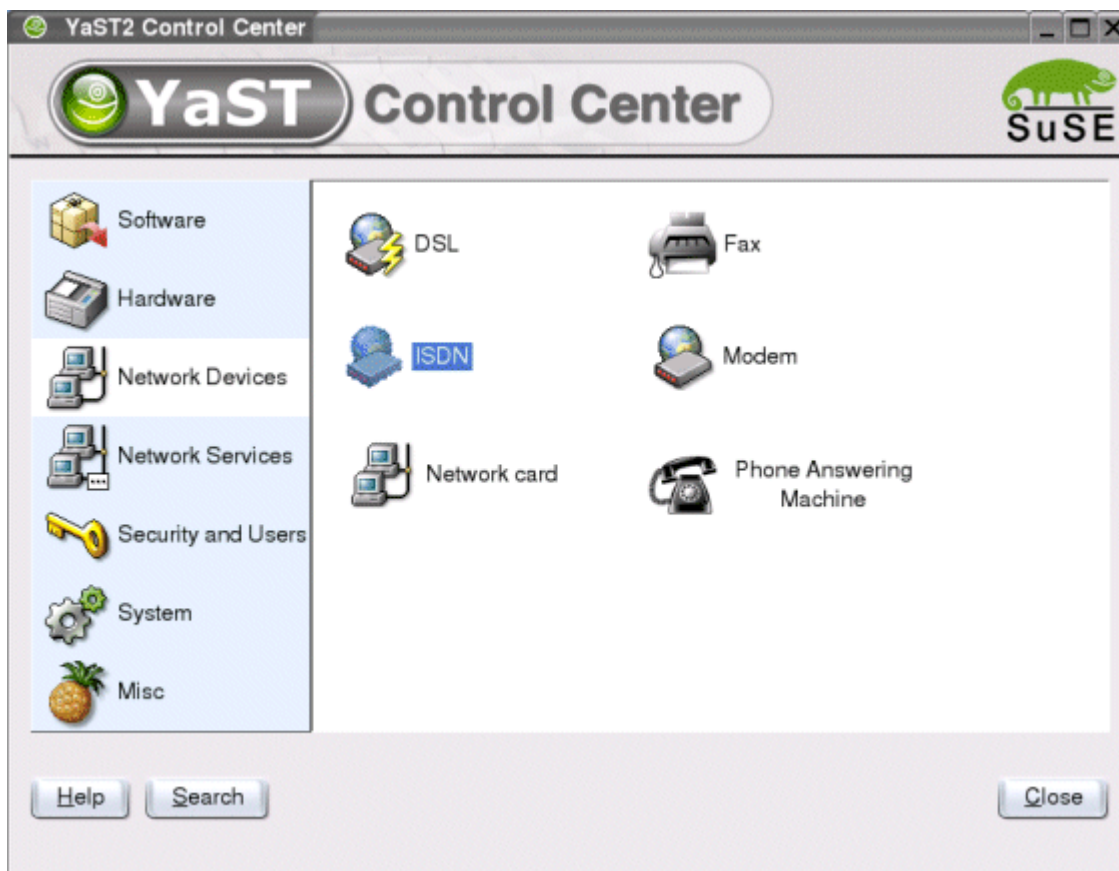 YaST2 Control Center
YaST Control Center
SuSE
Software
Hardware
Network Devices
Network Services
Security and Users
System
Misc
DSL
Fax
ISDN
Modem
Network card
Phone Answering
Machine
Help
Search
Close